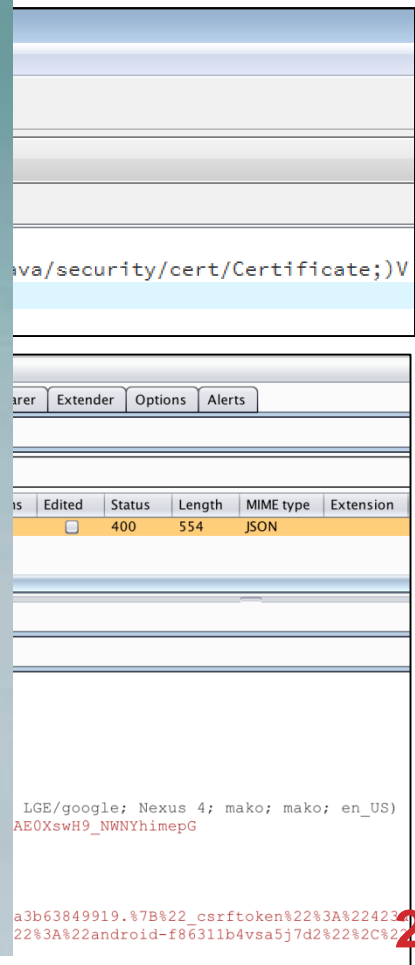 ava/security/cert/Certificate;)V
arer Extender Options Alerts
ns Edited Status Length MIME type Extension
400 554 JSON
LGE/google; Nexus 4; mako; mako; en_US)
AE0XswH9_NWNYhimepG
a3b63849919.%7B%22_csrftoken%22%3A%22423
22%3A%22android-f86311b4vsa5j7d2%22%2C%2
2